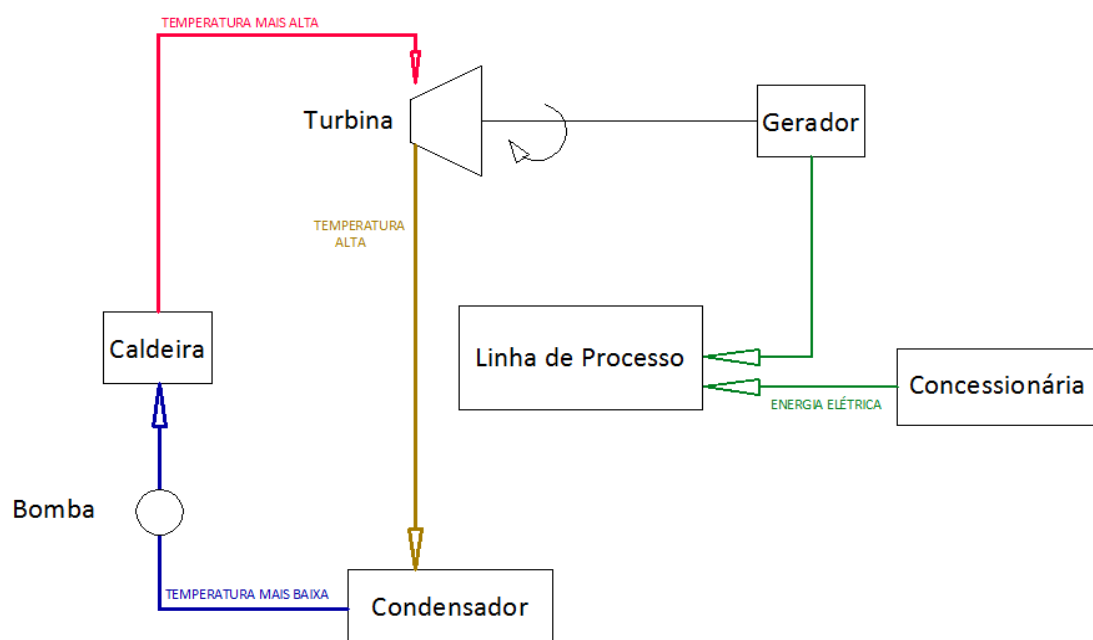 TEMPERATURA MAIS ALTA
Turbina
Gerador
TEMPERATURA
ALTA
Caldeira
Linha de Processo
Concessionária
ENERGIA ELÉTRICA
Bomba
TEMPERATURA MAIS BAIXA
Condensador